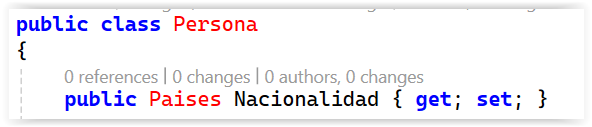 public class Persona
{
0 references | 0 changes | 0 authors, 0 changes
public Paises Nacionalidad { get; set; }